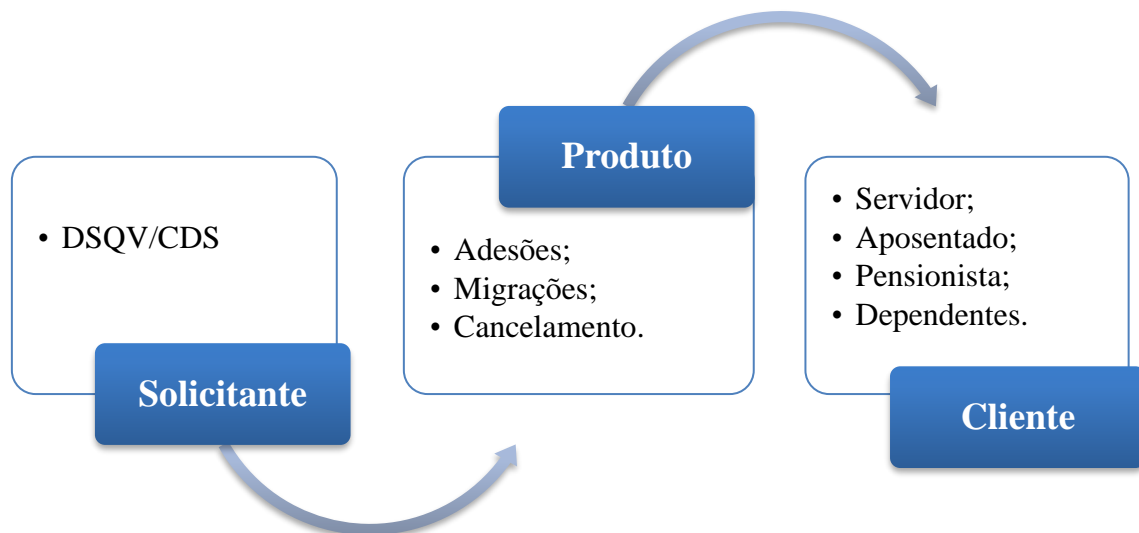 • DSQV/CDS
Solicitante
Produto
• Adesões;
• Migrações;
• Cancelamento.
• Servidor;
• Aposentado;
• Pensionista;
• Dependentes.
Cliente